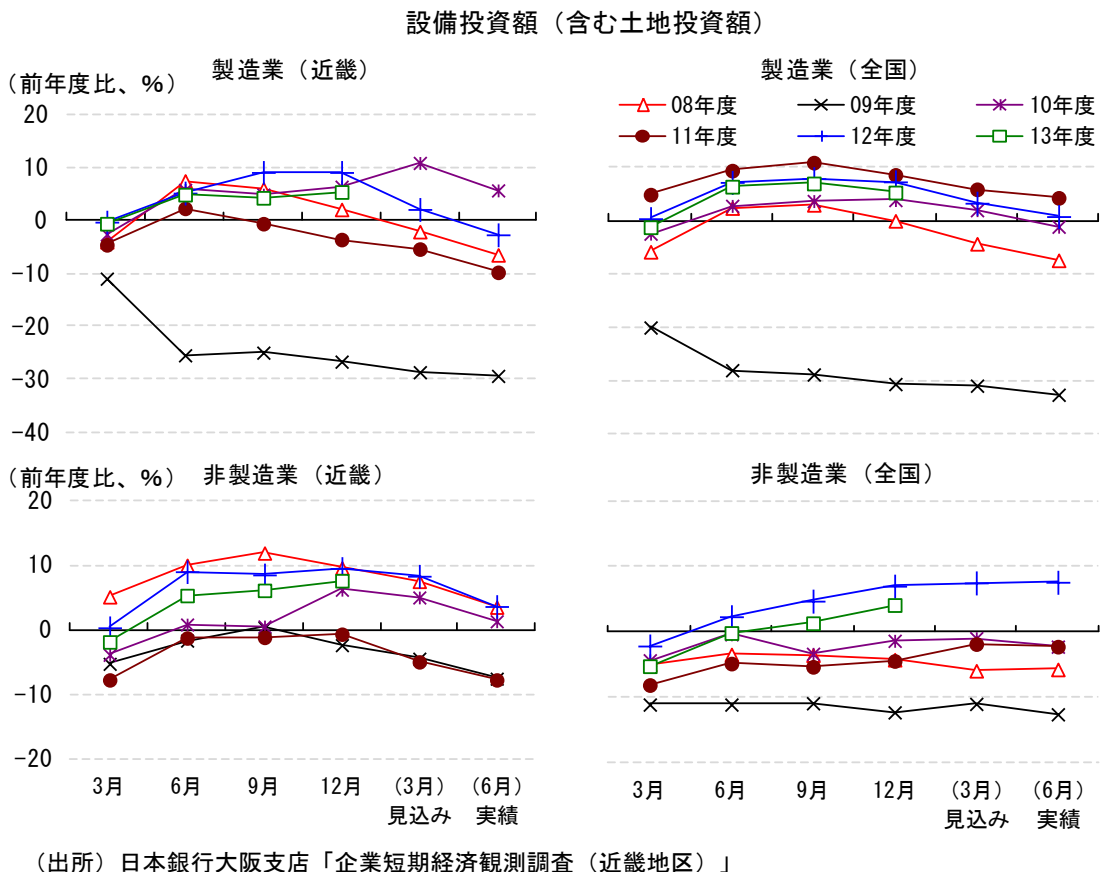 設備投資額（含む土地投資額）
（前年度比、%） 製造業（近畿）
製造業（全国）
08年度 09年度 10年度
11年度 12年度 13年度
20
10
0
-10
-20
-30
-40
（前年度比、%） 非製造業（近畿）
非製造業（全国）
20
10
0
-10
-20
3月 6月 9月 12月 （3月） （6月）
見込み 実績
3月 6月 9月 12月 （3月） （6月）
見込み 実績
（出所）日本銀行大阪支店「企業短期経済観測調査（近畿地区）」